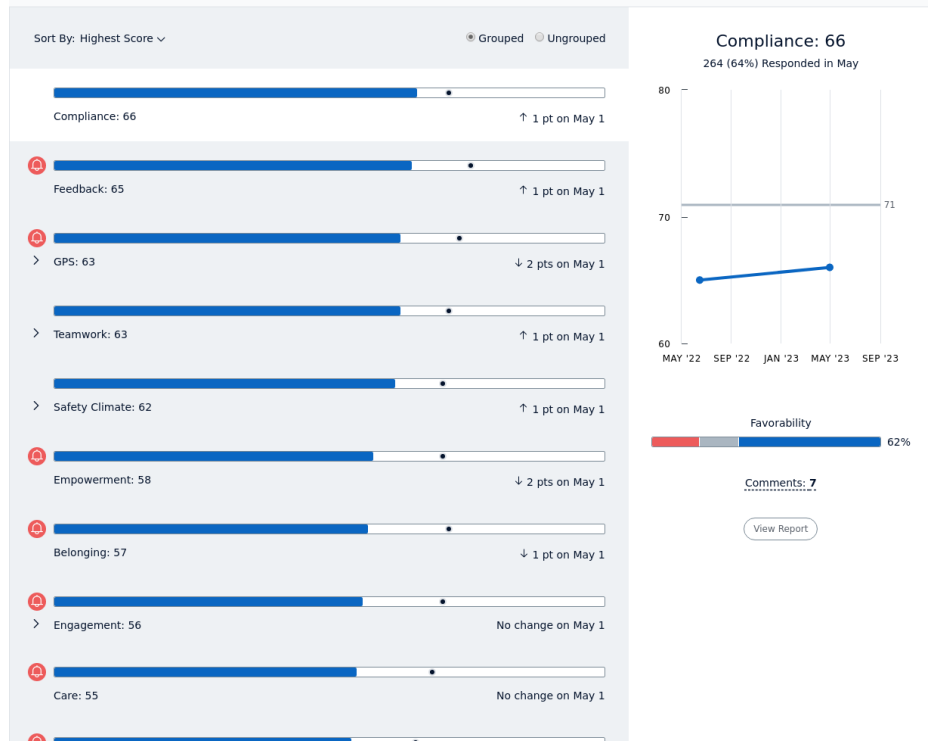 Sort By: Highest Score
Grouped
Ungrouped
Compliance: 66
↑ 1 pt on May 1
Feedback: 65
↑ 1 pt on May 1
GPS: 63
↓ 2 pts on May 1
Teamwork: 63
↑ 1 pt on May 1
Safety Climate: 62
↑ 1 pt on May 1
Empowerment: 58
↓ 2 pts on May 1
Belonging: 57
↓ 1 pt on May 1
Engagement: 56
No change on May 1
Care: 55
No change on May 1
Compliance: 66
264 (64%) Responded in May
80
71
70
60
MAY '22 SEP '22 JAN '23 MAY '23 SEP '23
Favorability
62%
Comments: 7
View Report